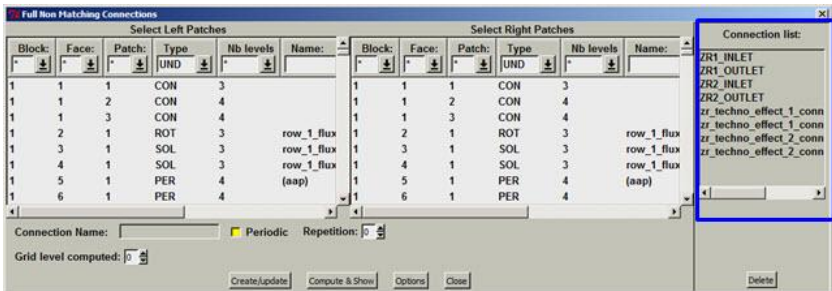 Full Non Matching Connections
Select Left Patches
Block: Face: Patch: Type Nb levels Name:
* * * UND *
1 1 1 CON 3
1 1 2 CON 4
1 1 3 CON 4
1 2 1 ROT 3 row_1_flux
1 3 1 SOL 3 row_1_flux
1 4 1 SOL 3 row_1_flux
1 5 1 PER 4 (aap)
1 6 1 PER 4
Select Right Patches
Block: Face: Patch: Type Nb levels Name:
* * * UND *
1 1 1 CON 3
1 1 2 CON 4
1 1 3 CON 4
1 2 1 ROT 3 row_1_flux
1 3 1 SOL 3 row_1_flux
1 4 1 SOL 3 row_1_flux
1 5 1 PER 4 (aap)
1 6 1 PER 4
Connection list:
ZR1_INLET
ZR1_OUTLET
ZR2_INLET
ZR2_OUTLET
zr_techno_effect_1_conn
zr_techno_effect_1_conn
zr_techno_effect_2_conn
zr_techno_effect_2_conn
Connection Name: Periodic Repetition: 0
Grid level computed: 0
Create/update Compute & Show Options Close Delete